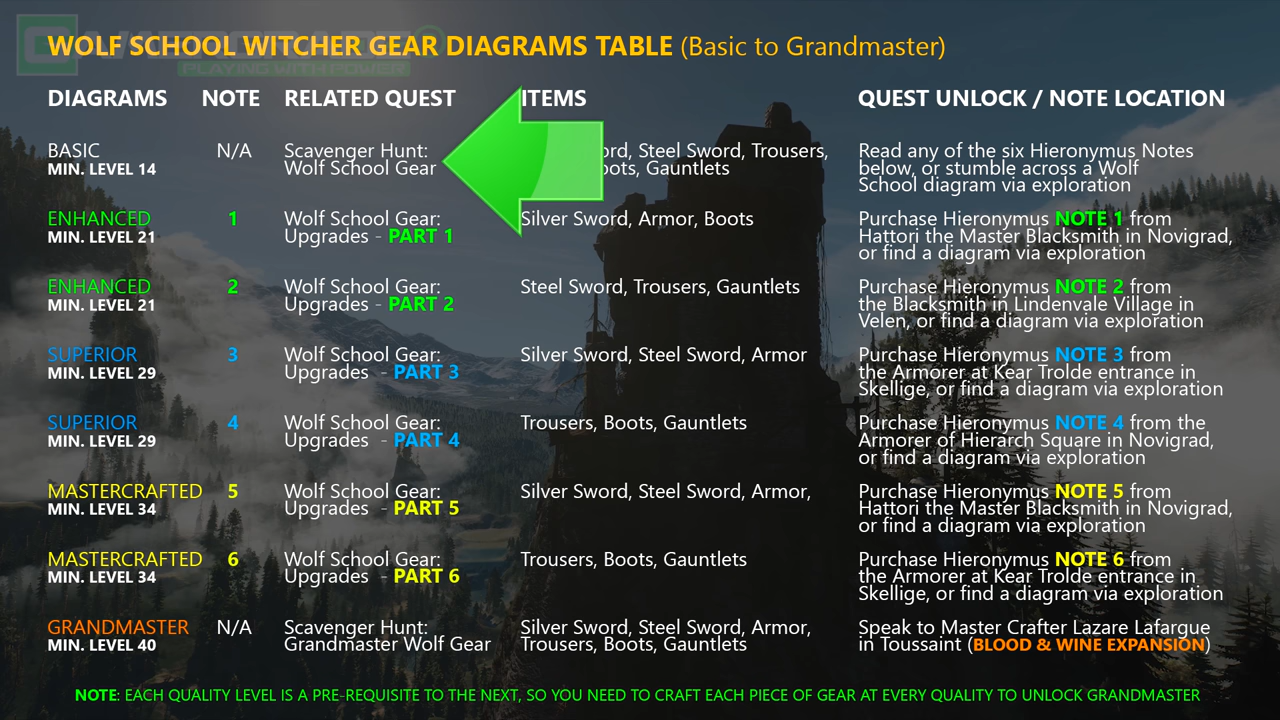 WOLF SCHOOL WITCHER GEAR DIAGRAMS TABLE (Basic to Grandmaster)
PLAYING WITH POWER
DIAGRAMS NOTE RELATED QUEST ITEMS QUEST UNLOCK / NOTE LOCATION
BASIC N/A Scavenger Hunt: Steel Sword, Trousers, Read any of the six Hieronymus Notes
MIN. LEVEL 14 Wolf School Gear Gauntlets below, or stumble across a Wolf
School diagram via exploration
ENHANCED 1 Wolf School Gear: Silver Sword, Armor, Boots Purchase Hieronymus NOTE 1 from
MIN. LEVEL 21 Upgrades - PART 1 Hattori the Master Blacksmith in Novigrad,
or find a diagram via exploration
ENHANCED 2 Wolf School Gear: Steel Sword, Trousers, Gauntlets Purchase Hieronymus NOTE 2 from
MIN. LEVEL 21 Upgrades - PART 2 the Blacksmith in Lindenvale Village in
Velen, or find a diagram via exploration
SUPERIOR 3 Wolf School Gear: Silver Sword, Steel Sword, Armor Purchase Hieronymus NOTE 3 from
MIN. LEVEL 29 Upgrades - PART 3 the Armorer at Kear Trolde entrance in
Skellige, or find a diagram via exploration
SUPERIOR 4 Wolf School Gear: Trousers, Boots, Gauntlets Purchase Hieronymus NOTE 4 from the
MIN. LEVEL 29 Upgrades - PART 4 Armorer of Hierarch Square in Novigrad,
or find a diagram via exploration
MASTERCRAFTED 5 Wolf School Gear: Silver Sword, Steel Sword, Armor, Purchase Hieronymus NOTE 5 from
MIN. LEVEL 34 Upgrades - PART 5 Hattori the Master Blacksmith in Novigrad,
or find a diagram via exploration
MASTERCRAFTED 6 Wolf School Gear: Trousers, Boots, Gauntlets Purchase Hieronymus NOTE 6 from
MIN. LEVEL 34 Upgrades - PART 6 the Armorer at Kear Trolde entrance in
Skellige, or find a diagram via exploration
GRANDMASTER N/A Scavenger Hunt: Silver Sword, Steel Sword, Armor, Speak to Master Crafter Lazare Lafargue
MIN. LEVEL 40 Grandmaster Wolf Gear Trousers, Boots, Gauntlets in Toussaint (BLOOD & WINE EXPANSION)
NOTE: EACH QUALITY LEVEL IS A PRE-REQUISITE TO THE NEXT, SO YOU NEED TO CRAFT EACH PIECE OF GEAR AT EVERY QUALITY TO UNLOCK GRANDMASTER